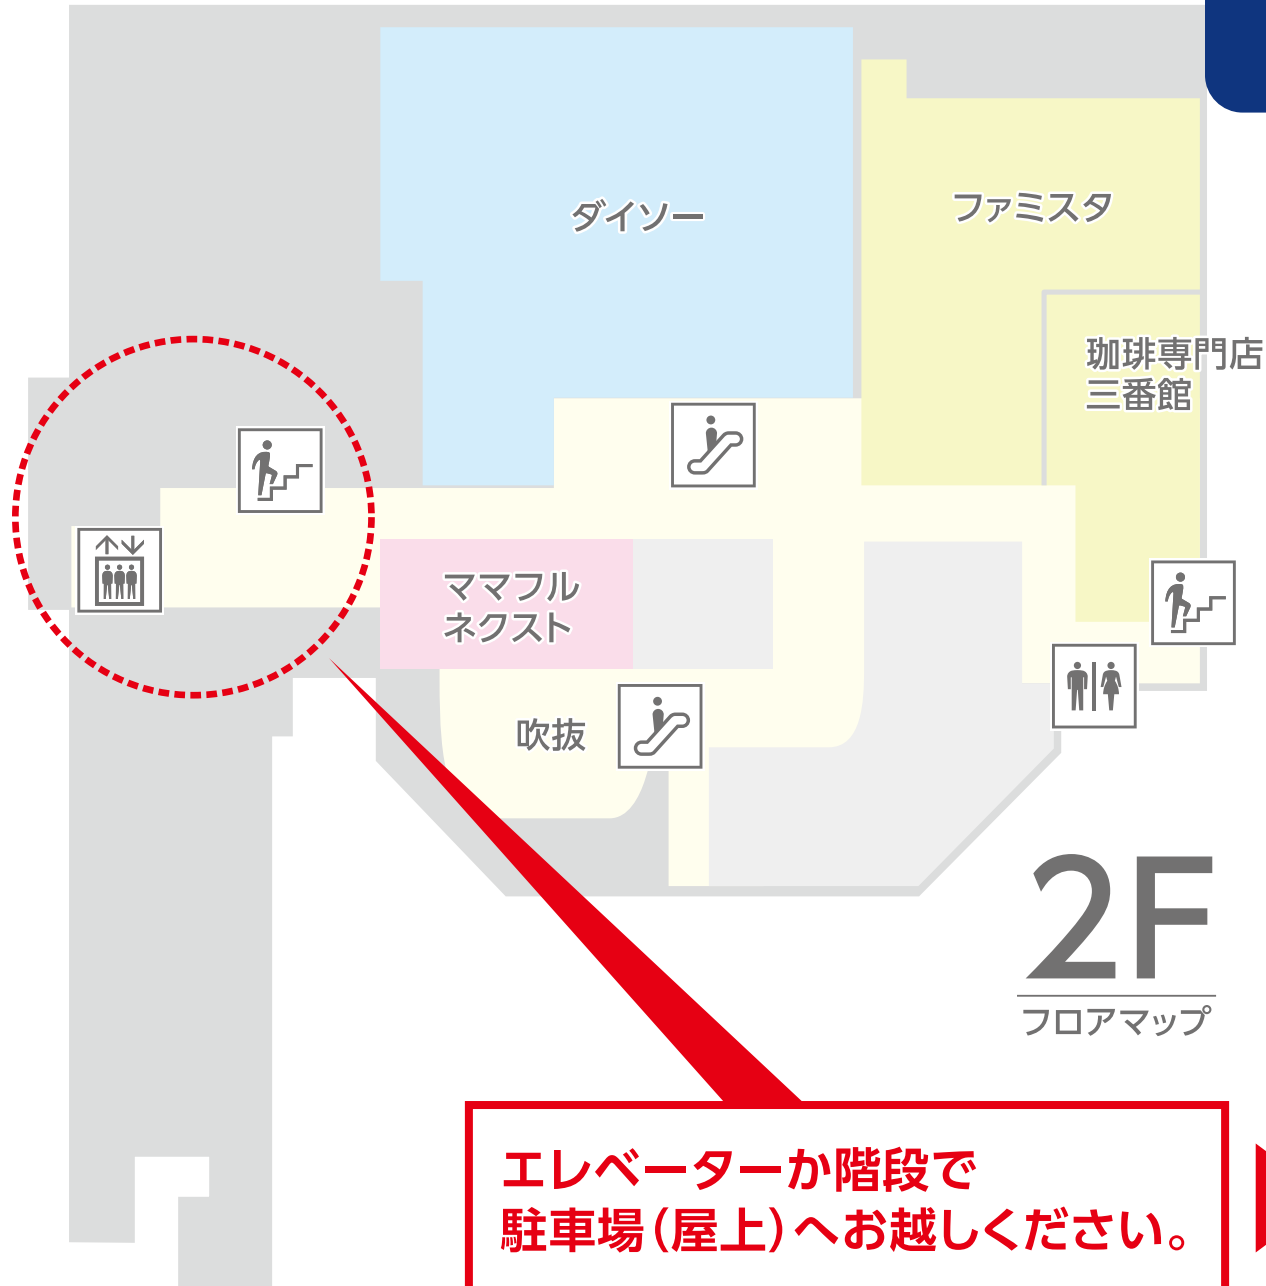 ダイソー
ファミスタ
珈琲専門店
三番館
ママフル
ネクスト
吹抜
2F
フロアマップ
エレベーターか階段で
駐車場(屋上)へお越しください。